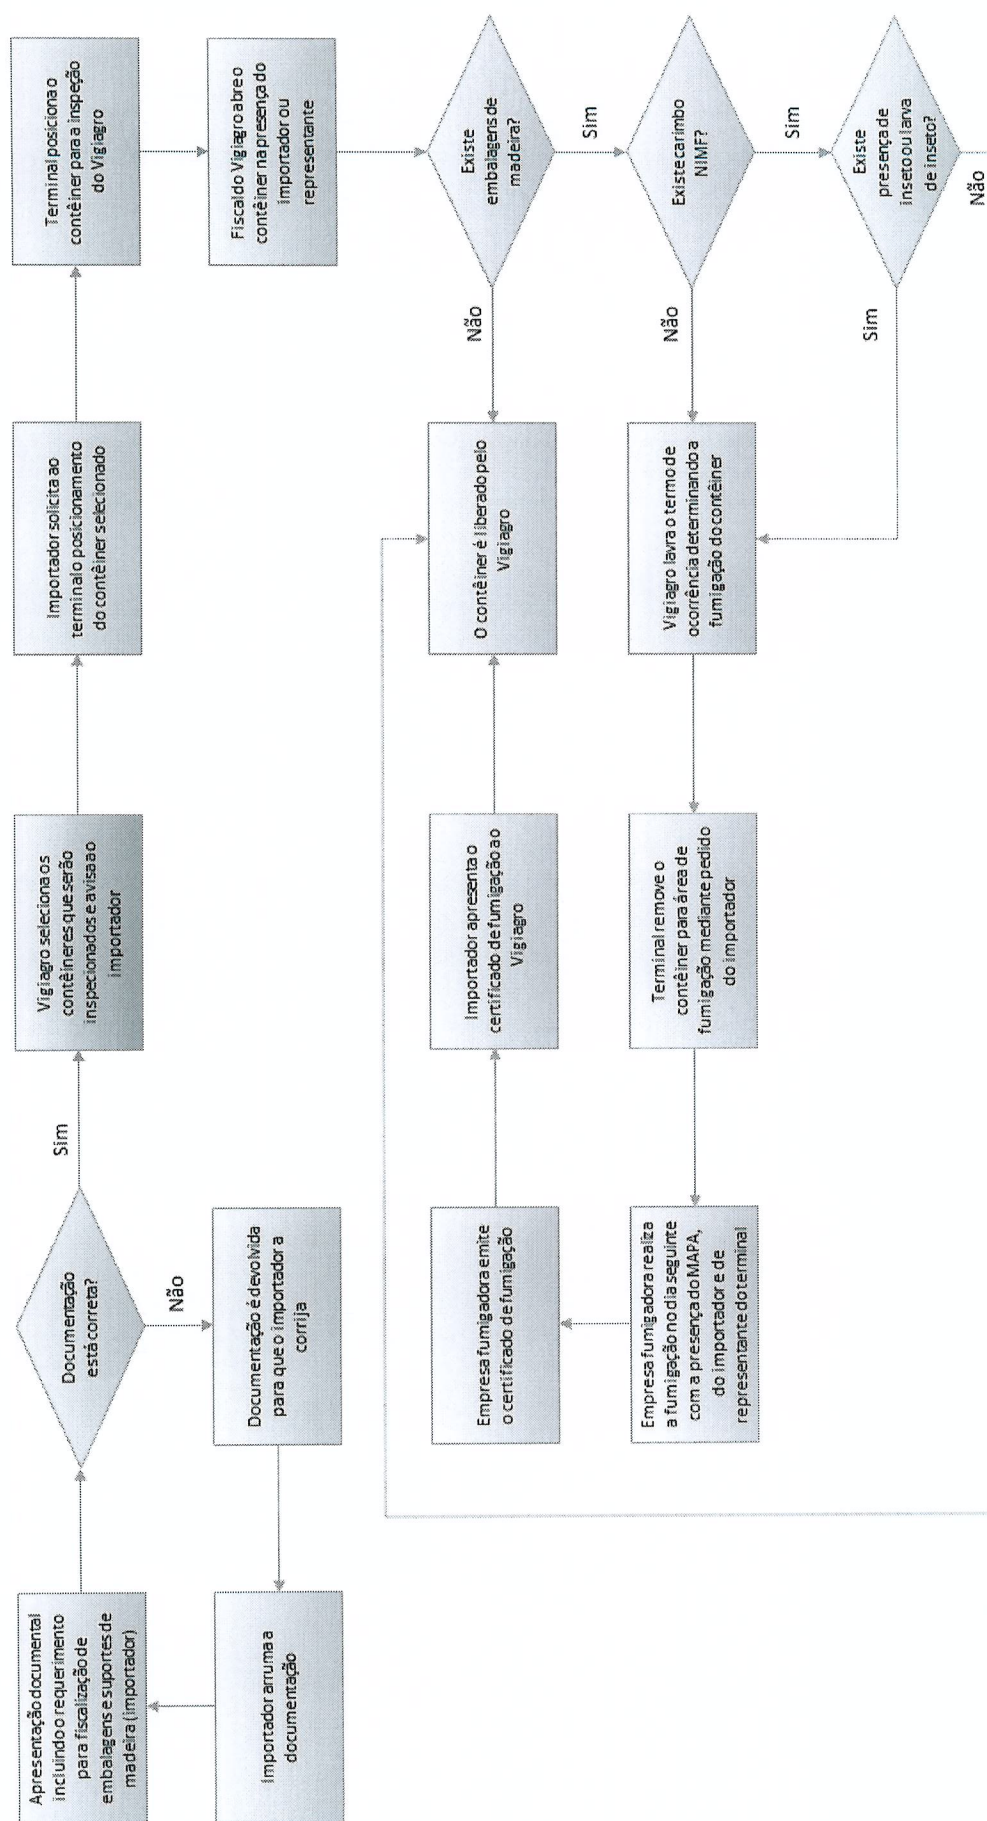 Apresentação documental
incluindo o requerimento
para fiscalização de
embalagens e suportes de
madeira (importador)
Documentação
está correta?
Sim
Vigiagro seleciona os
contêineres que serão
inspecionados e avisa ao
importador
Importador solicita ao
terminal o posicionamento
do contêiner selecionado
Terminal posiciona o
contêiner para a inspeção
do Vigiagro
Importador arruma a
documentação
Não
Documentação é devolvida
para que o importador a
corrija
Fiscal do Vigiagro abre o
contêiner na presença do
importador ou
representante
Empresa fumigadora emite
o certificado de fumigação
Importador apresenta o
certificado de fumigação ao
Vigiagro
O contêiner é liberado pelo
Vigiagro
Não
Existe
embalagens de
madeira?
Sim
Empresa fumigadora realiza
a fumigação no dia seguinte
com a presença do MAPA,
do importador e de
representante do terminal
Terminal remove o
contêiner para área de
fumigação mediante pedido
do importador
Vigiagro lavra o termo de
ocorrência determinando a
fumigação do contêiner
Não
Existe carimbo
NIMF?
Sim
Sim
Existe
presença de
inseto ou larva
de inseto?
Não